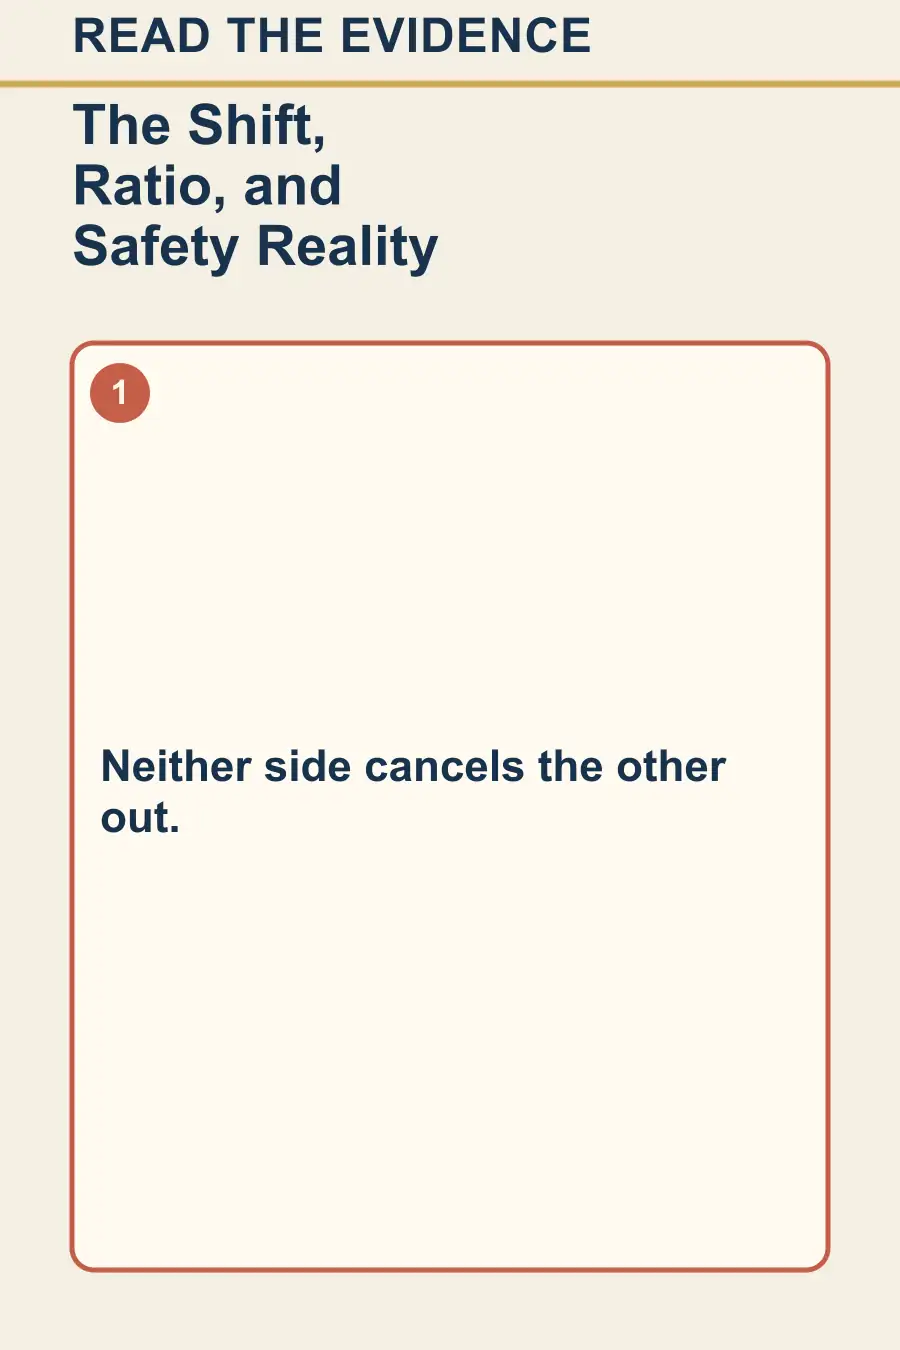 READ THE EVIDENCE
The Shift,
Ratio, and
Safety Reality
1
Neither side cancels the other
out.